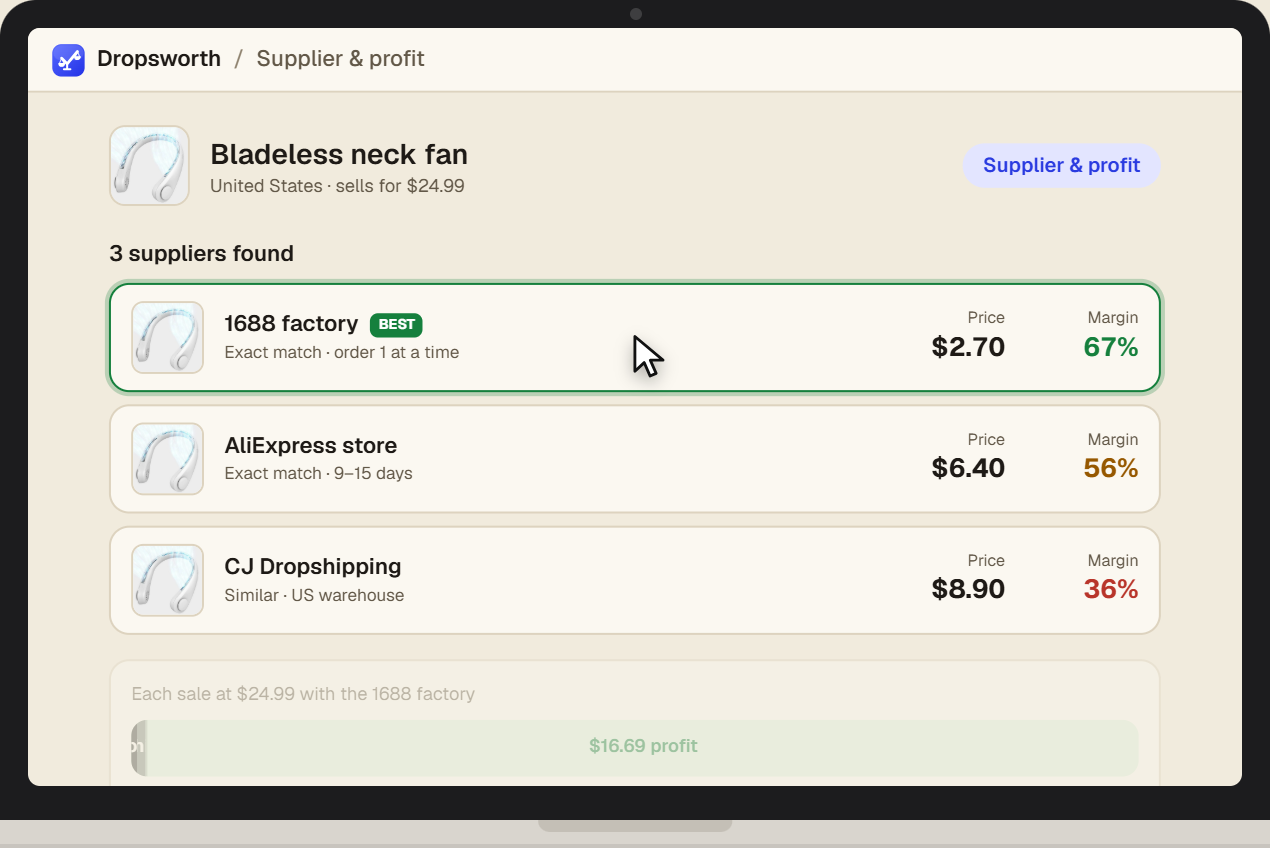 Dropsworth / Supplier & profit
Bladeless neck fan
United States · sells for $24.99
Supplier & profit
3 suppliers found
1688 factory BEST
Exact match · order 1 at a time
Price
$2.70
Margin
67%
AliExpress store
Exact match · 9–15 days
Price
$6.40
Margin
56%
CJ Dropshipping
Similar · US warehouse
Price
$8.90
Margin
36%
Each sale at $24.99 with the 1688 factory
$16.69 profit